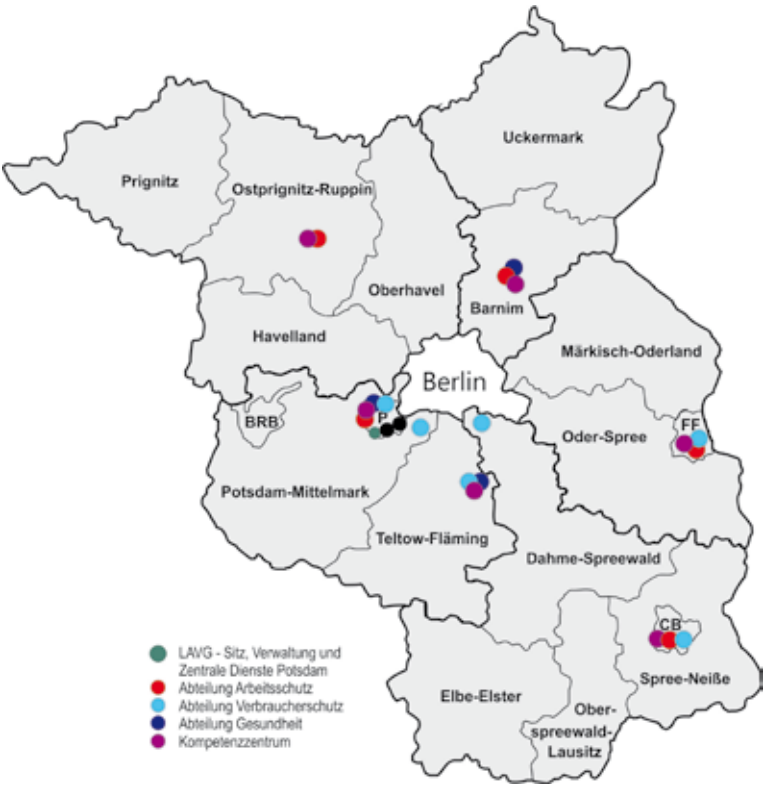 Uckermark
Prignitz
Ostprignitz-Ruppin
Oberhavel
Barnim
Havelland
Märkisch-Oderland
Berlin
BRB
P
FF
Oder-Spree
Potsdam-Mittelmark
Teltow-Fläming
Dahme-Spreewald
CB
Spree-Neiße
Elbe-Elster
Ober-
spreewald-
Lausitz
LAVG - Sitz, Verwaltung und
Zentrale Dienste Potsdam
Abteilung Arbeitsschutz
Abteilung Verbraucherschutz
Abteilung Gesundheit
Kompetenzzentrum